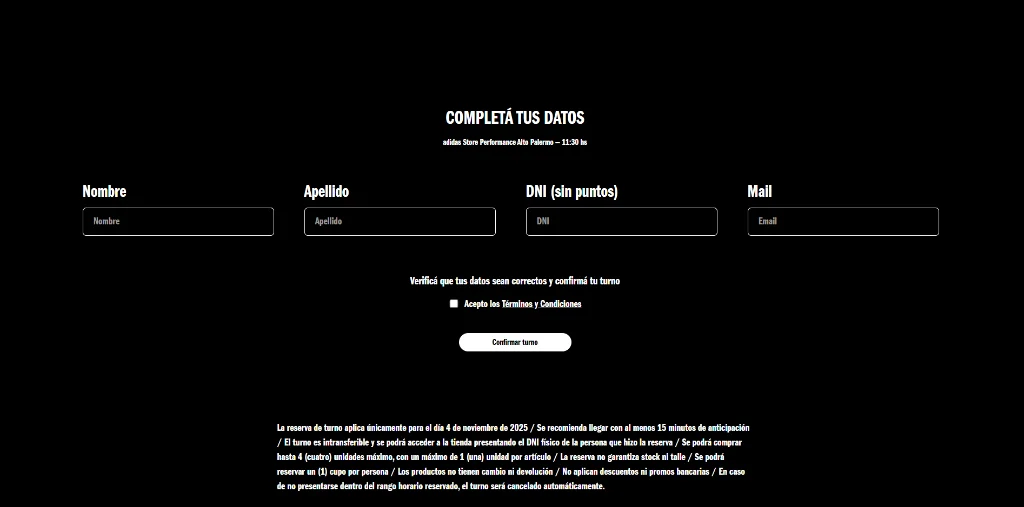 COMPLETÁ TUS DATOS
adidas Store Performance Alto Palermo – 11:30 hs
Nombre Apellido DNI (sin puntos) Mail
Nombre Apellido DNI Email
Verificá que tus datos sean correctos y confirmá tu turno
Acepto los Términos y Condiciones
Confirmar turno
La reserva de turno aplica únicamente para el día 4 de noviembre de 2025 / Se recomienda llegar con al menos 15 minutos de anticipación
/ El turno es intransferible y se podrá acceder a la tienda presentando el DNI físico de la persona que hizo la reserva / Se podrá comprar
hasta 4 (cuatro) unidades máximo, con un máximo de 1 (una) unidad por artículo / La reserva no garantiza stock ni talle / Se podrá
reservar un (1) cupo por persona / Los productos no tienen cambio ni devolución / No aplican descuentos ni promos bancarias / En caso
de no presentarse dentro del rango horario reservado, el turno será cancelado automáticamente.